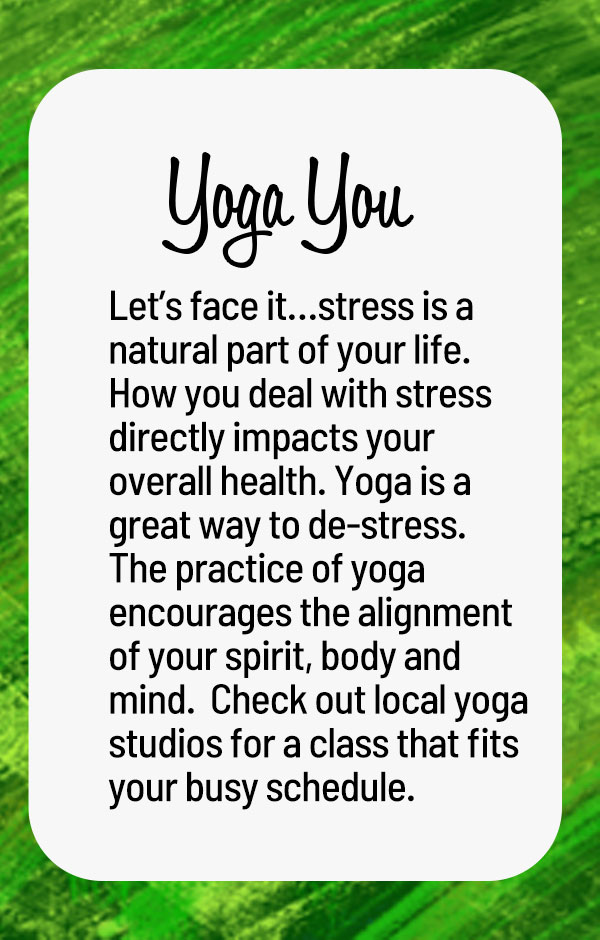 Yoga You
Let’s face it...stress is a
natural part of your life.
How you deal with stress
directly impacts your
overall health. Yoga is a
great way to de-stress.
The practice of yoga
encourages the alignment
of your spirit, body and
mind.  Check out local yoga
studios for a class that fits
your busy schedule.